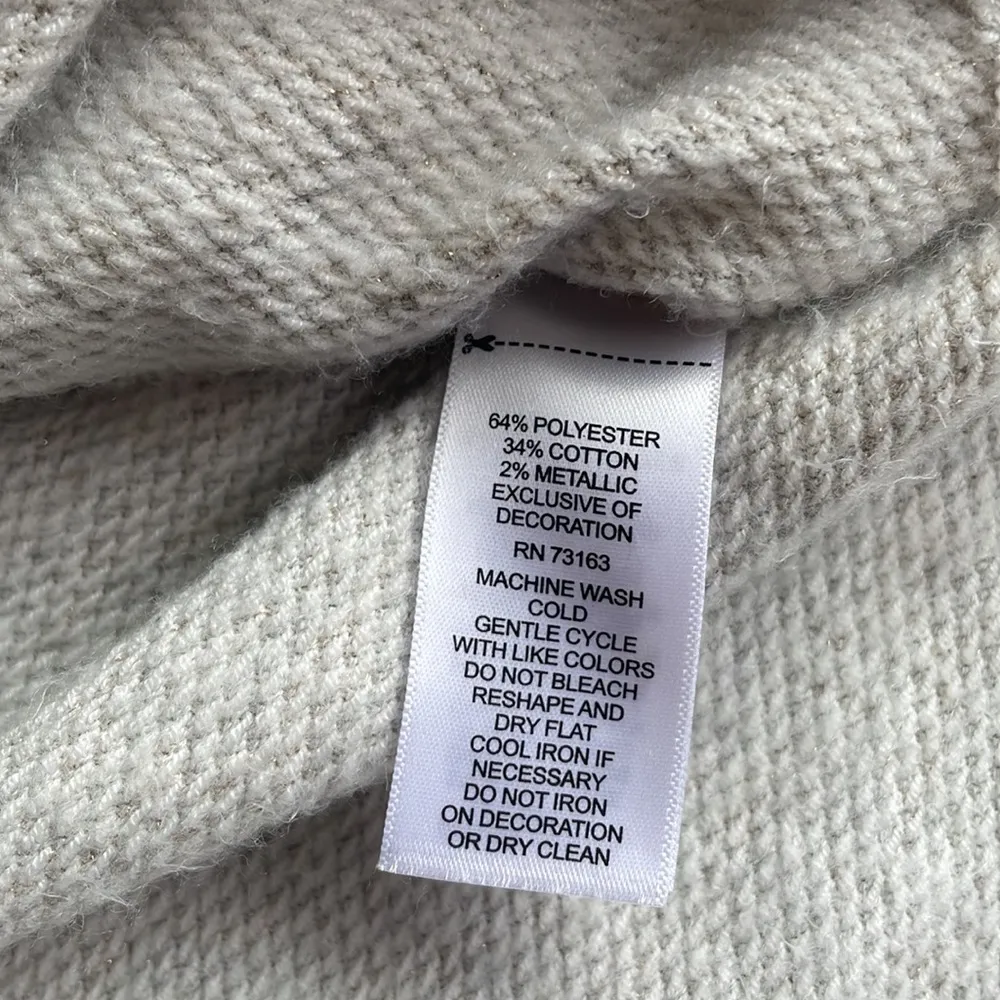 64% POLYESTER
34% COTTON
2% METALLIC
EXCLUSIVE OF
DECORATION
RN 73163
MACHINE WASH
COLD
GENTLE CYCLE
WITH LIKE COLORS
DO NOT BLEACH
RESHAPE AND
DRY FLAT
COOL IRON IF
NECESSARY
DO NOT IRON
ON DECORATION
OR DRY CLEAN